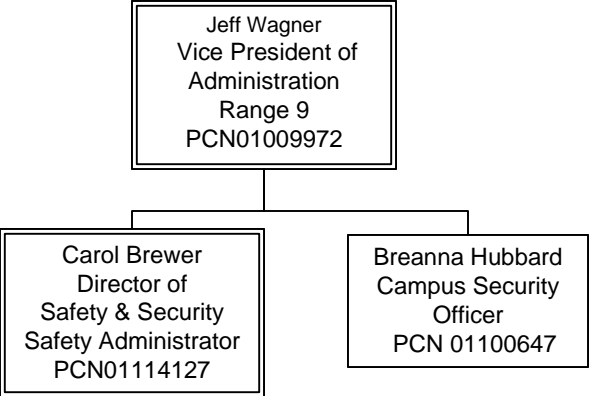 Jeff Wagner
Vice President of
Administration
Range 9
PCN01009972
Carol Brewer
Director of
Safety & Security
Safety Administrator
PCN01114127
Breanna Hubbard
Campus Security
Officer
PCN 01100647